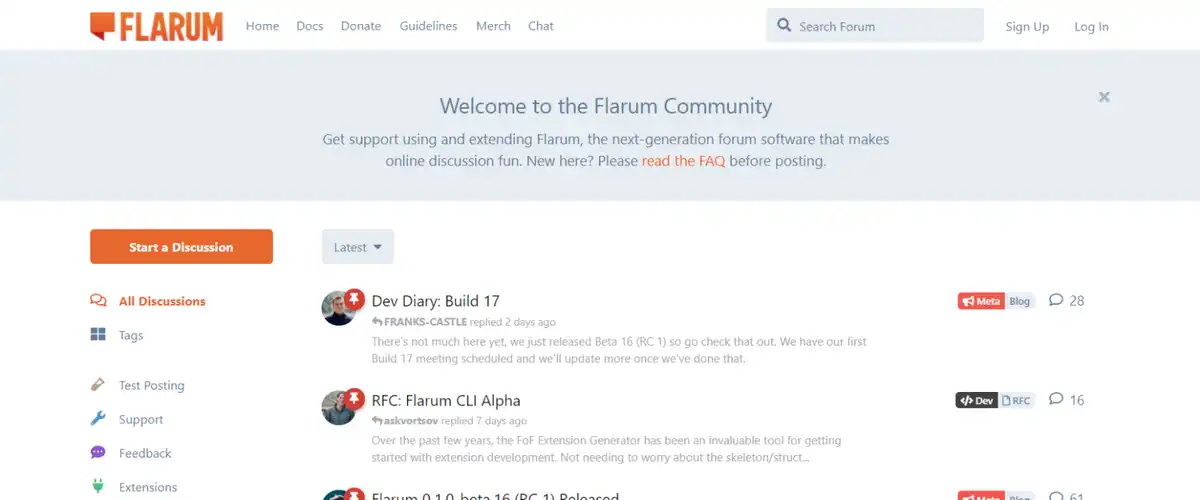 FLARUM Home Docs Donate Guidelines Merch Chat Search Forum Sign Up Log In
Welcome to the Flarum Community
Get support using and extending Flarum, the next-generation forum software that makes
online discussion fun. New here? Please read the FAQ before posting.
Start a Discussion
Latest
All Discussions
Tags
Test Posting
Support
Feedback
Extensions
Dev Diary: Build 17 Meta Blog 28
FRANKS-CASTLE replied 2 days ago
There's not much here yet, we just released Beta 16 (RC 1) so go check that out. We have our first
Build 17 meeting scheduled and we'll update more once we've done that.
RFC: Flarum CLI Alpha Dev RFC 16
askvortsov replied 7 days ago
Over the past few years, the FoF Extension Generator has been an invaluable tool for getting
started with extension development. Not needing to worry about the skeleton/struct...
Flarum 0.1.0-beta.16 (RC 1) Released Meta Blog 61